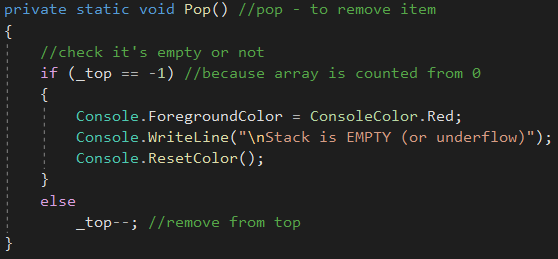 private static void Pop() //pop - to remove item
{
    //check it's empty or not
    if (_top == -1) //because array is counted from 0
    {
        Console.ForegroundColor = ConsoleColor.Red;
        Console.WriteLine("\nStack is EMPTY (or underflow)");
        Console.ResetColor();
    }
    else
        _top--; //remove from top
}